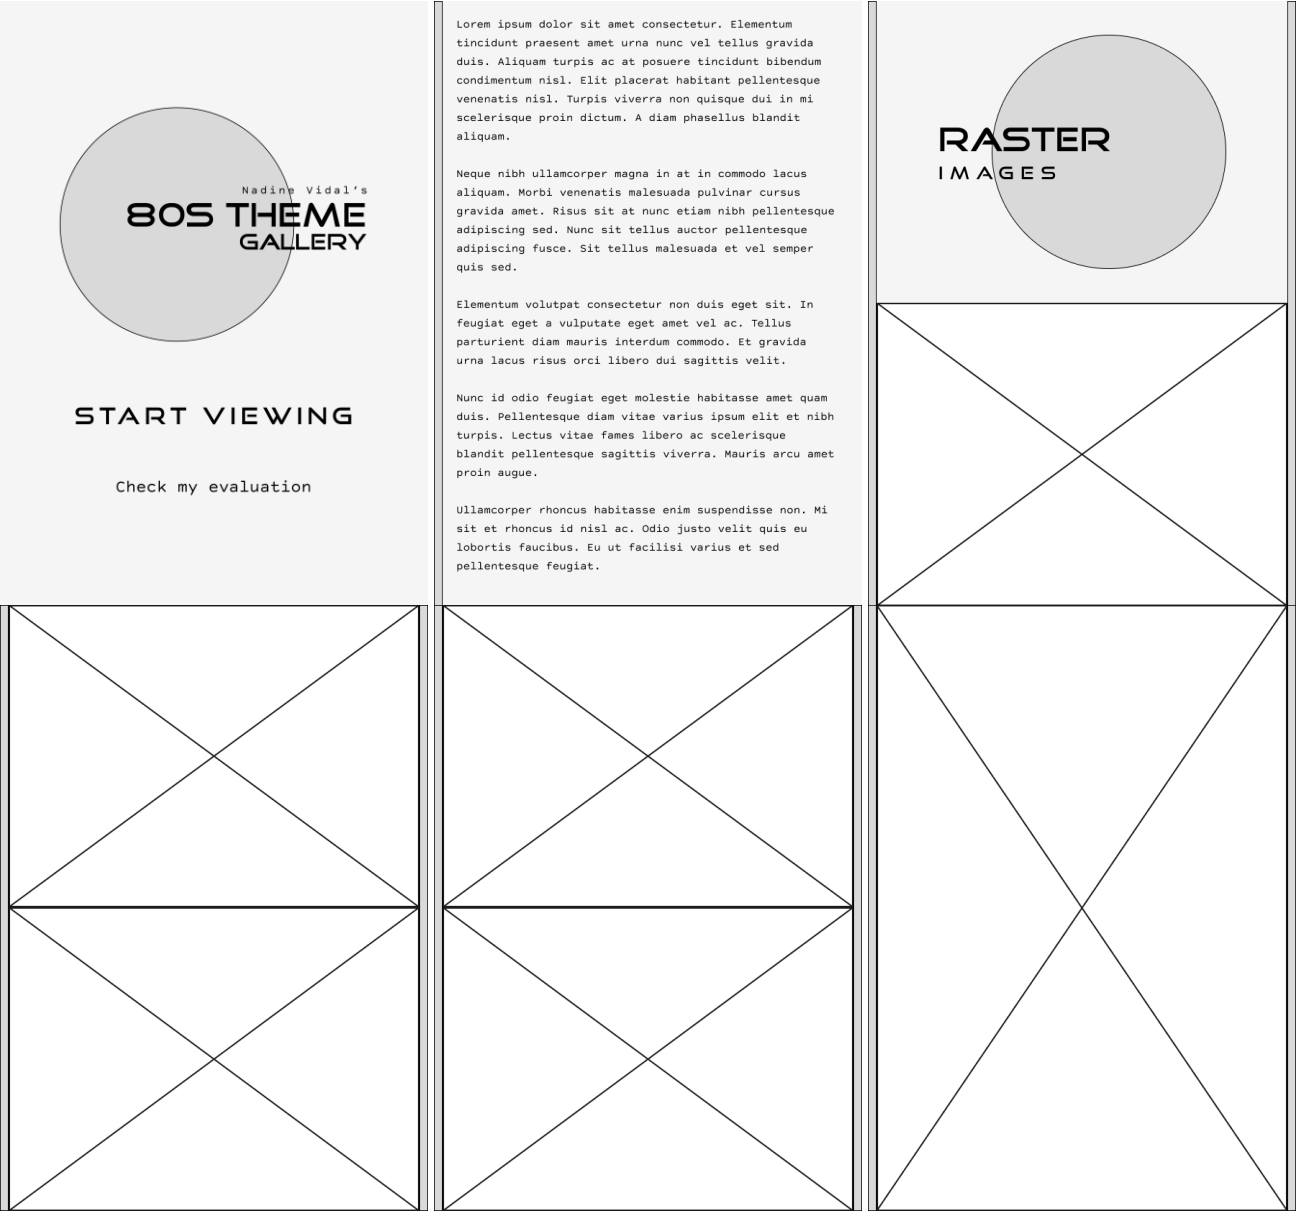 Nadine Vidal's
80S THEME
GALLERY
START VIEWING
Check my evaluation
Lorem ipsum dolor sit amet consectetur. Elementum
tincidunt praesent amet urna nunc vel tellus gravida
duis. Aliquam turpis ac at posuere tincidunt bibendum
condimentum nisl. Elit placerat habitant pellentesque
venenatis nisl. Turpis viverra non quisque dui in mi
scelerisque proin dictum. A diam phasellus blandit
aliquam.
Neque nibh ullamcorper magna in at in commodo lacus
aliquam. Morbi venenatis malesuada pulvinar cursus
gravida amet. Risus sit at nunc etiam nibh pellentesque
adipiscing sed. Nunc sit tellus auctor pellentesque
adipiscing fusce. Sit tellus malesuada et vel semper
quis sed.
Elementum volutpat consectetur non duis eget sit. In
feugiat eget a vulputate eget amet vel ac. Tellus
parturient diam mauris interdum commodo. Et gravida
urna lacus risus orci libero dui sagittis velit.
Nunc id odio feugiat eget molestie habitasse amet quam
duis. Pellentesque diam vitae varius ipsum elit et nibh
turpis. Lectus vitae fames libero ac scelerisque
blandit pellentesque sagittis viverra. Mauris arcu amet
proin augue.
Ullamcorper rhoncus habitasse enim suspendisse non. Mi
sit et rhoncus id nisl ac. Odio justo velit quis eu
lobortis faucibus. Eu ut facilisi varius et sed
pellentesque feugiat.
RASTER
IMAGES